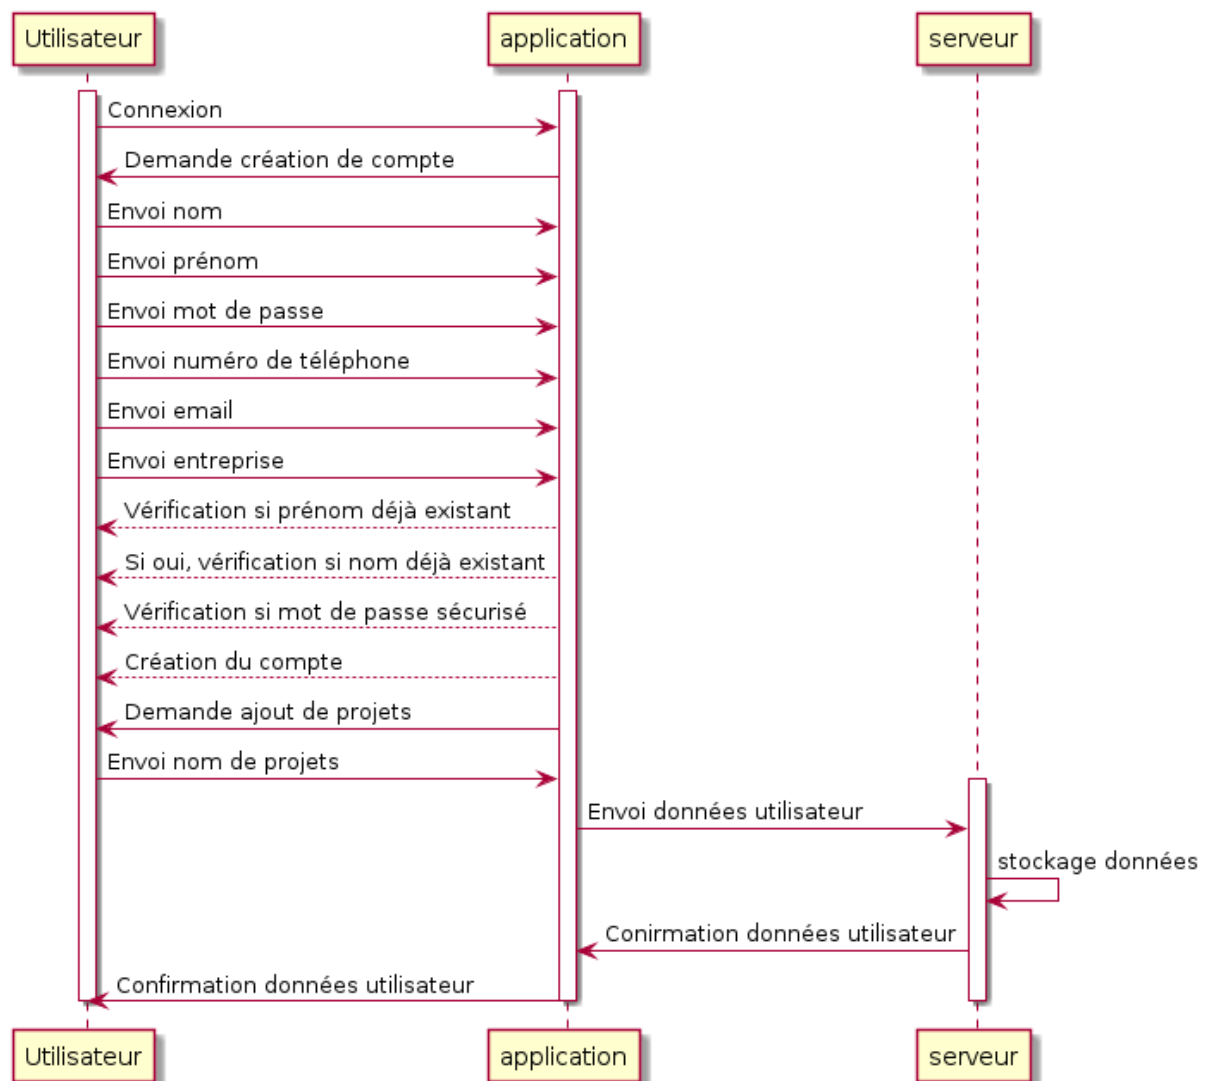 Utilisateur
application
serveur
Connexion
Demande création de compte
Envoi nom
Envoi prénom
Envoi mot de passe
Envoi numéro de téléphone
Envoi email
Envoi entreprise
Vérification si prénom déjà existant
Si oui, vérification si nom déjà existant
Vérification si mot de passe sécurisé
Création du compte
Demande ajout de projets
Envoi nom de projets
Envoi données utilisateur
stockage données
Conirmation données utilisateur
Confirmation données utilisateur
Utilisateur
application
serveur